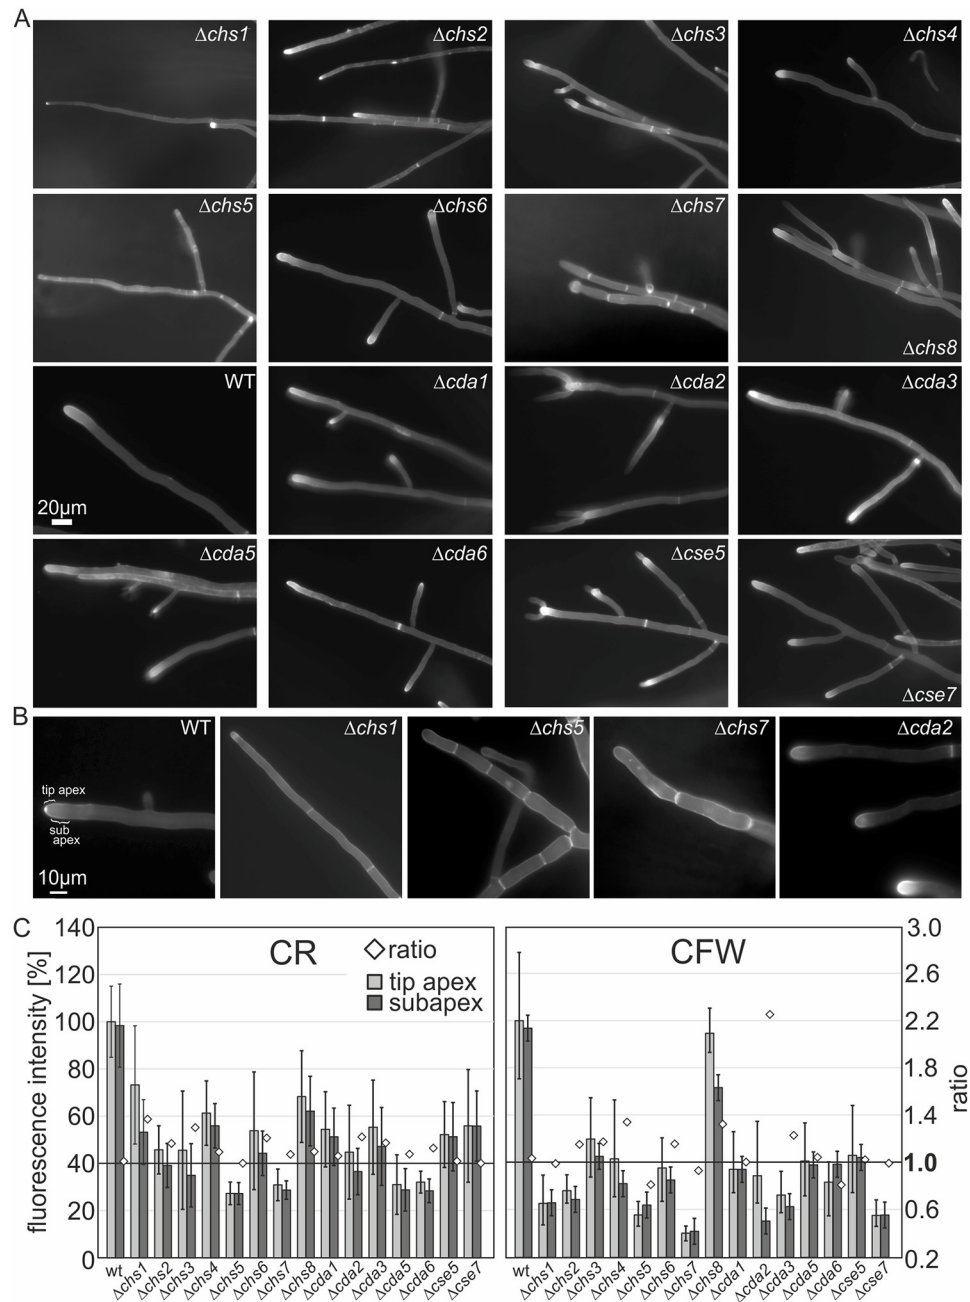 A
Δchs1
Δchs2
Δchs3
Δchs4
Δchs5
Δchs6
Δchs7
Δchs8
WT
20µm
Δcda1
Δcda2
Δcda3
Δcda5
Δcda6
Δcse5
Δcse7
B
WT
tip apex
sub
apex
10µm
Δchs1
Δchs5
Δchs7
Δcda2
C
fluorescence intensity [%]
140
120
100
80
60
40
20
0
CR
ratio
tip apex
subapex
CFW
3.0
2.6
2.2
1.8
1.4
1.0
0.6
0.2
ratio
wt Δchs1 Δchs2 Δchs3 Δchs4 Δchs5 Δchs6 Δchs7 Δchs8 Δcda1 Δcda2 Δcda3 Δcda5 Δcda6 Δcse5 Δcse7
wt Δchs1 Δchs2 Δchs3 Δchs4 Δchs5 Δchs6 Δchs7 Δchs8 Δcda1 Δcda2 Δcda3 Δcda5 Δcda6 Δcse5 Δcse7